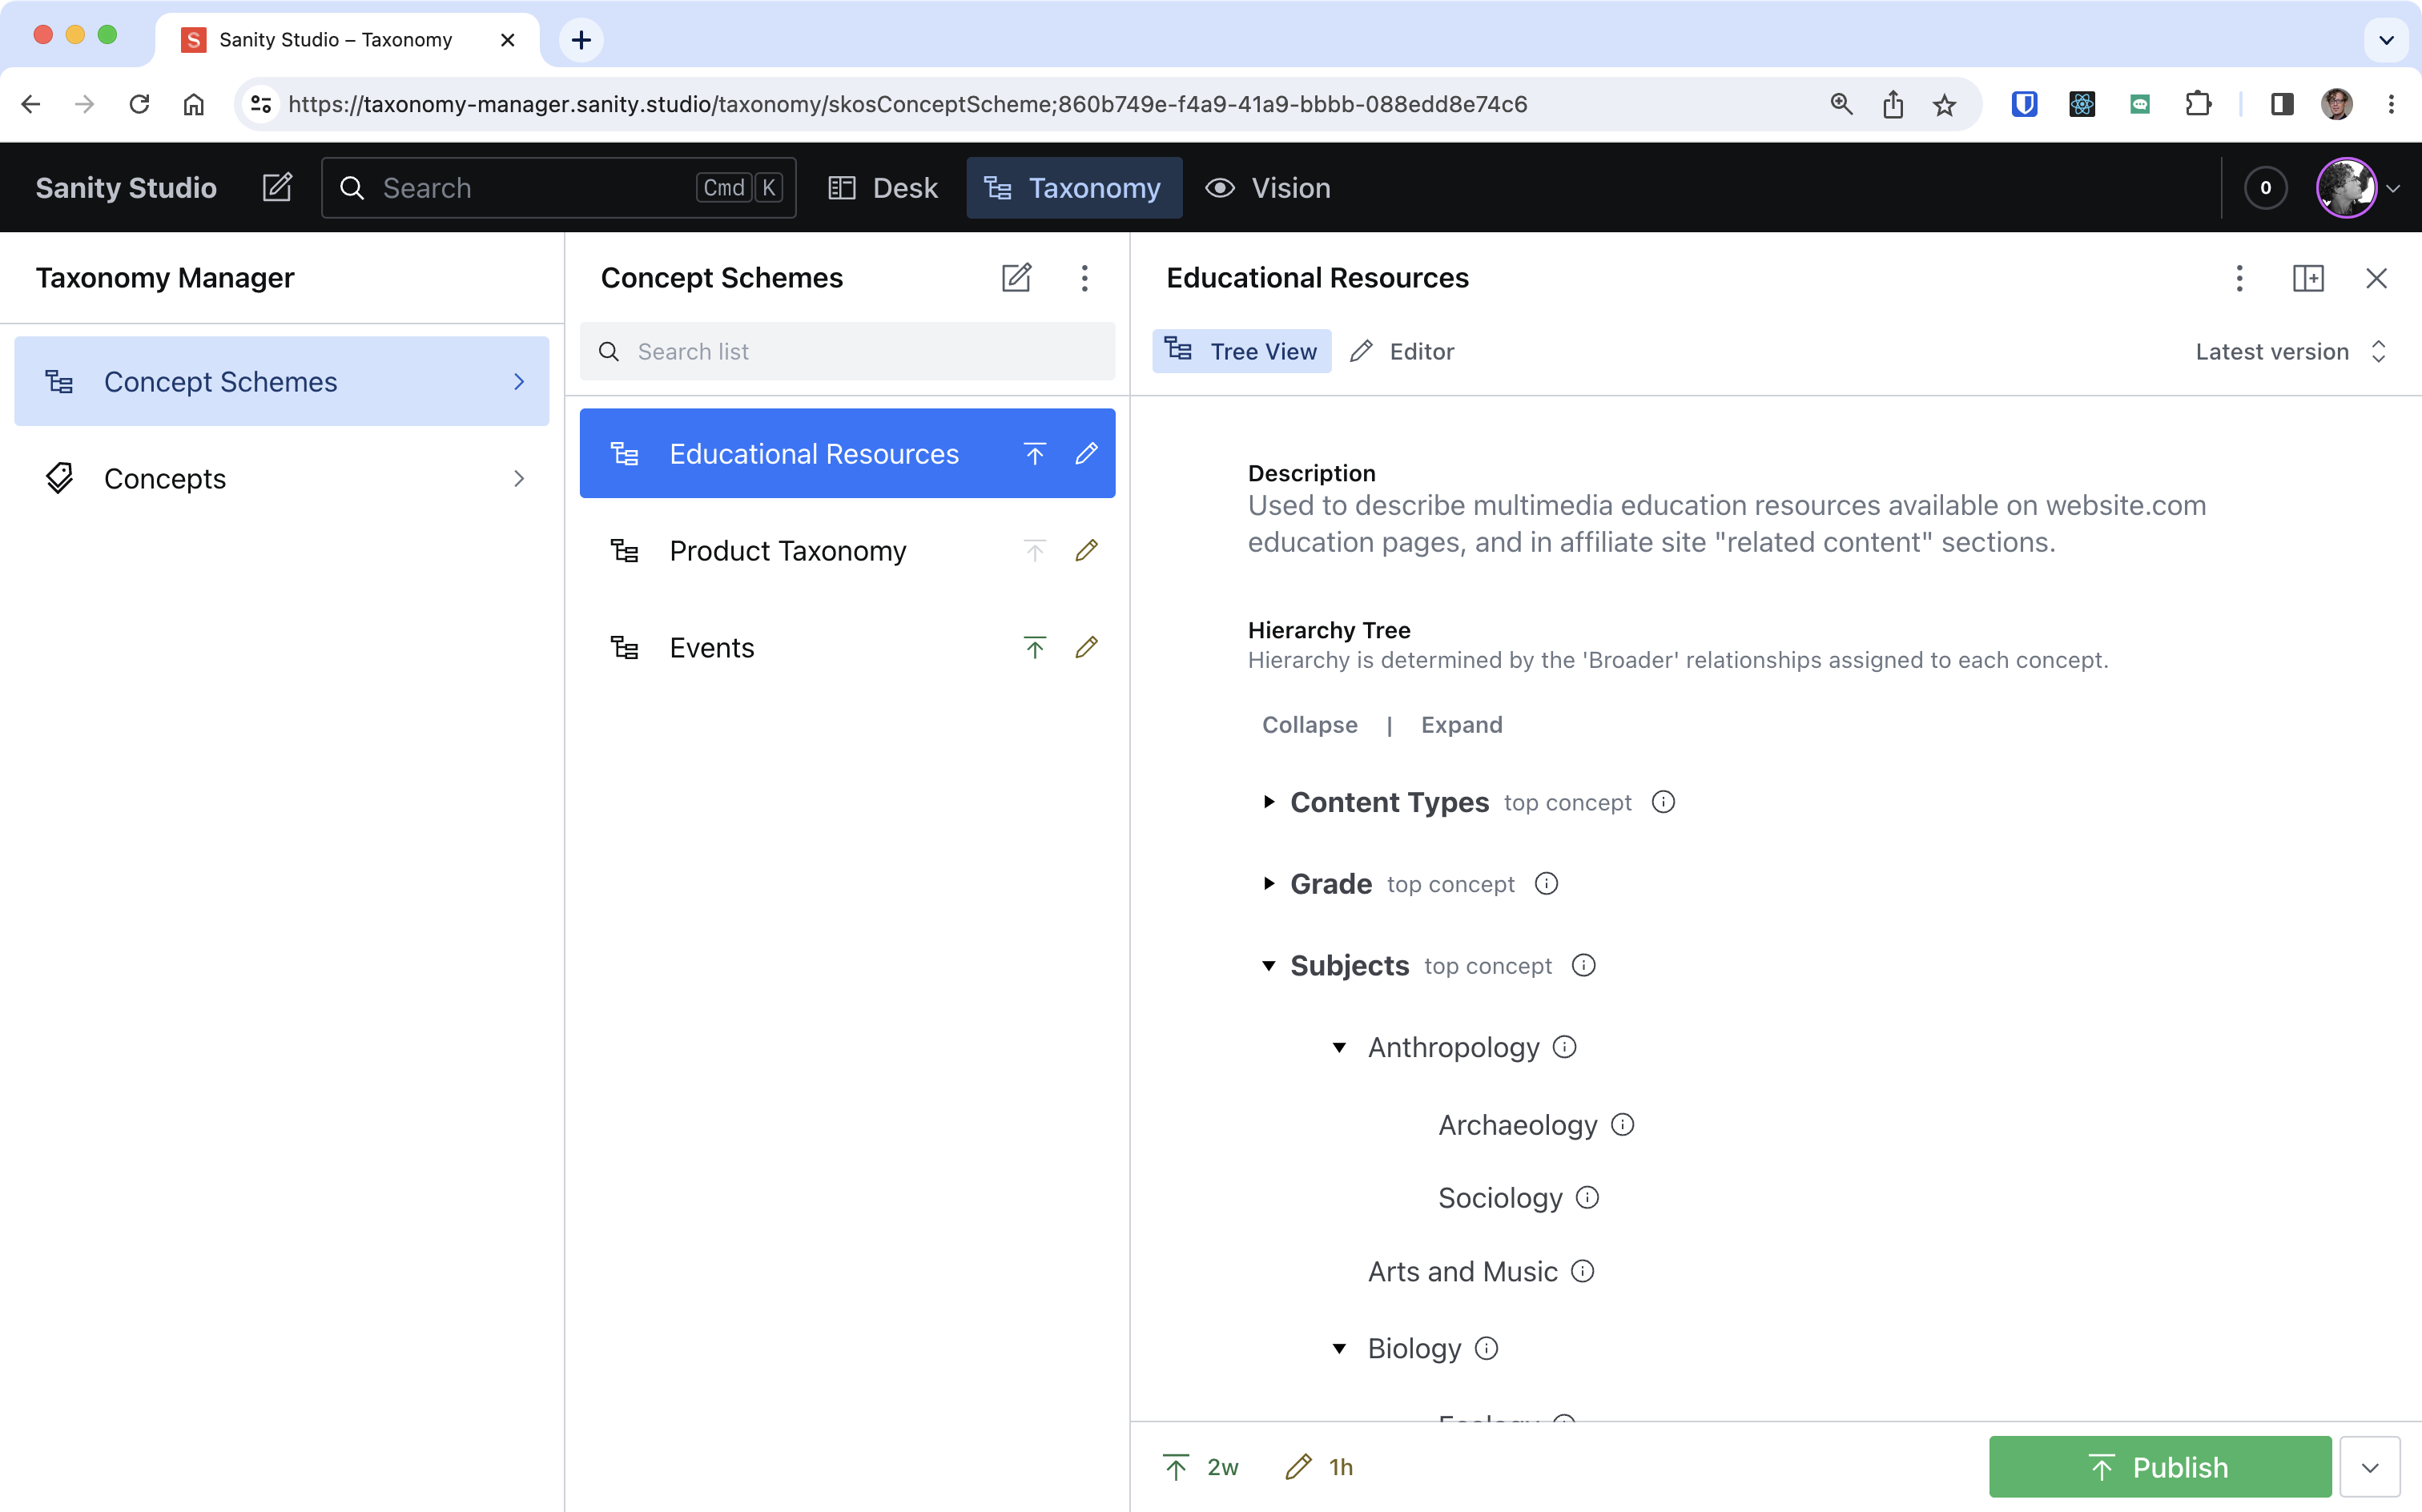 Sanity Studio – Taxonomy
https://taxonomy-manager.sanity.studio/taxonomy/skosConceptScheme;860b749e-f4a9-41a9-bbbb-088edd8e74c6
Sanity Studio
Search
Cmd K
Desk
Taxonomy
Vision
0
Taxonomy Manager
Concept Schemes
Concepts
Concept Schemes
Search list
Educational Resources
Product Taxonomy
Events
Educational Resources
Tree View
Editor
Latest version
Description
Used to describe multimedia education resources available on website.com
education pages, and in affiliate site "related content" sections.
Hierarchy Tree
Hierarchy is determined by the 'Broader' relationships assigned to each concept.
Collapse | Expand
Content Types top concept
Grade top concept
Subjects top concept
Anthropology
Archaeology
Sociology
Arts and Music
Biology
Ecology
2w
1h
Publish